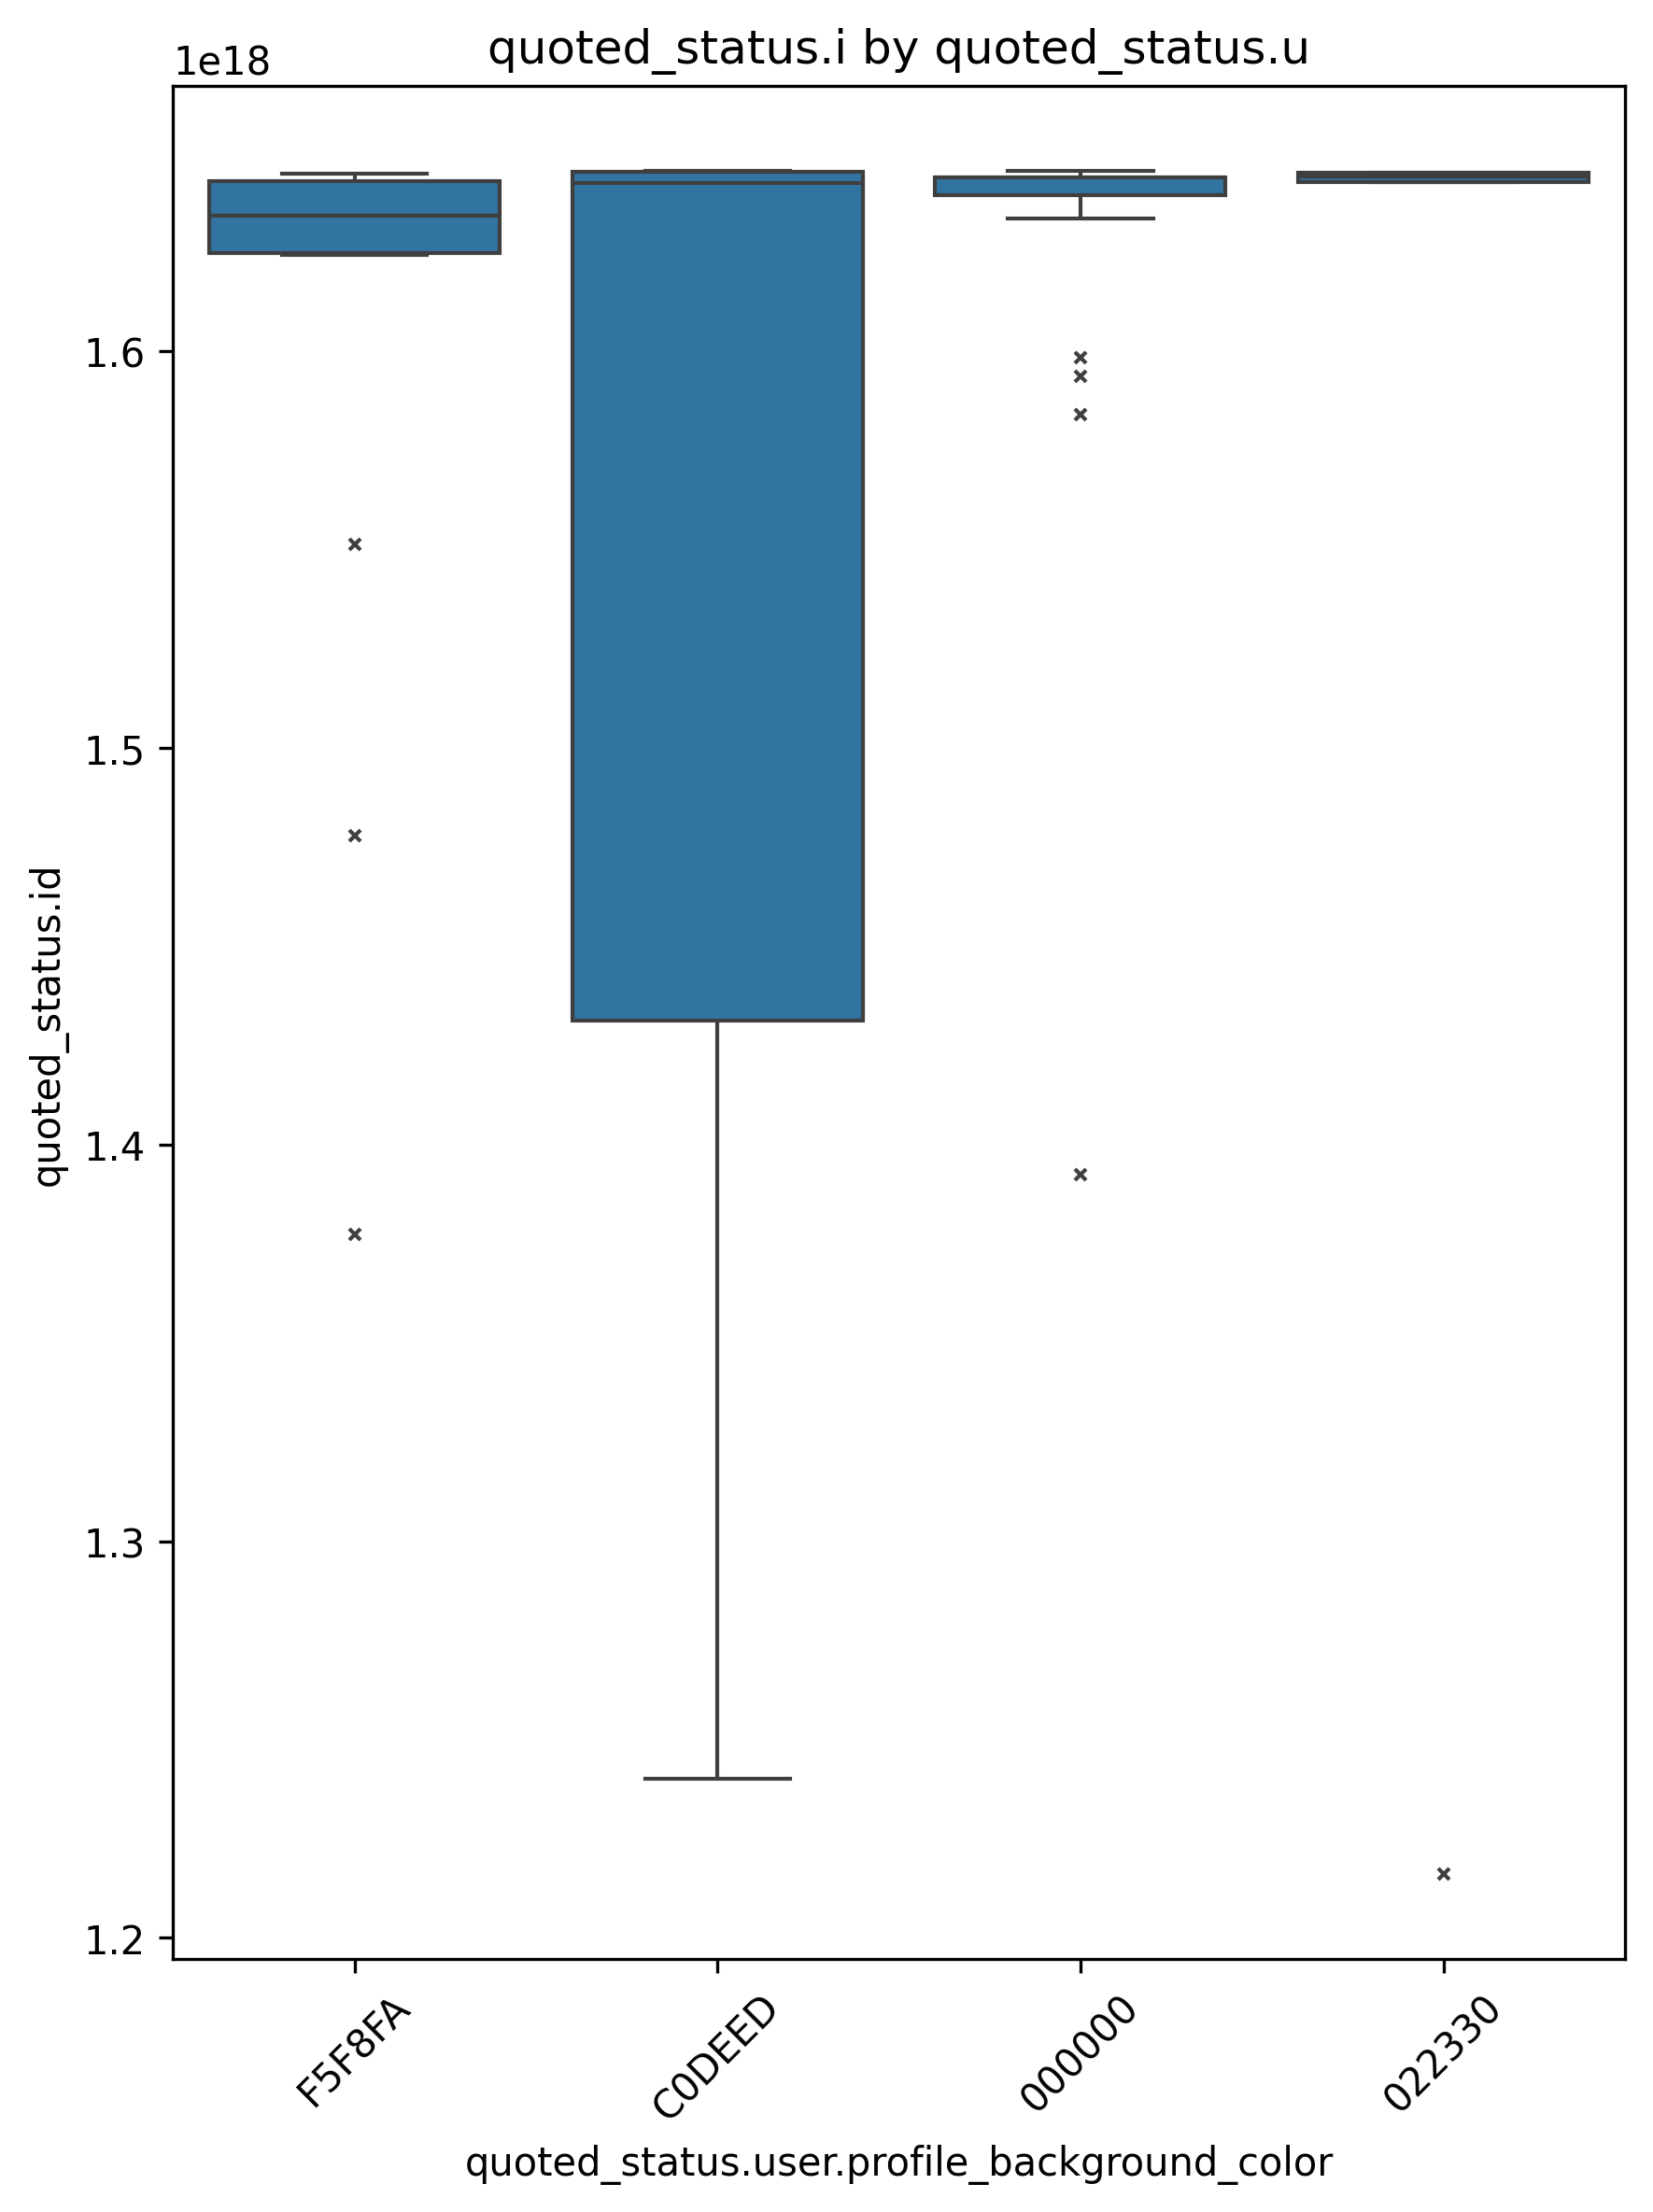 quoted_status.i by quoted_status.u
1e18
1.6
1.5
1.4
1.3
1.2
quoted_status.id
F5F8FA
C0DEED
000000
022330
quoted_status.user.profile_background_color